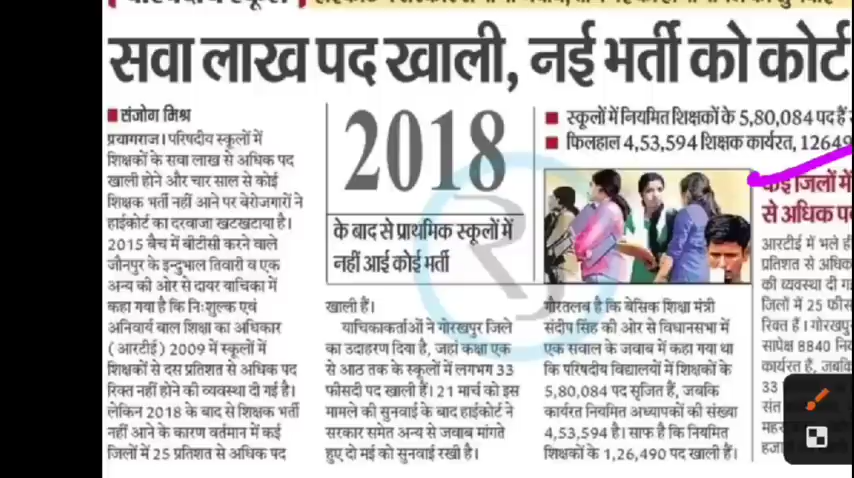 सवा लाख पद खाली, नई भर्ती को कोर्ट
■ संजोग मिश्र
प्रयागराज। परिषदीय स्कूलों में
शिक्षकों के सवा लाख से अधिक पद
खाली होने और चार साल से कोई
शिक्षक भर्ती नहीं आने पर बेरोजगारों ने
हाईकोर्ट का दरवाजा खटखटाया है।
2015 बैच में बीटीसी करने वाले
जौनपुर के इन्दुभाल तिवारी व एक
अन्य की ओर से दायर याचिका में
कहा गया है कि निःशुल्क एवं
अनिवार्य बाल शिक्षा का अधिकार
(आरटीई) 2009 में स्कूलों में
शिक्षकों से दस प्रतिशत से अधिक पद
रिक्त नहीं होने की व्यवस्था दी गई है।
लेकिन 2018 के बाद से शिक्षक भर्ती
नहीं आने के कारण वर्तमान में कई
जिलों में 25 प्रतिशत से अधिक पद
2018
के बाद से प्राथमिक स्कूलों में
नहीं आई कोई भर्ती
खाली हैं।
याचिकाकर्ताओं ने गोरखपुर जिले
का उदाहरण दिया है, जहां कक्षा एक
से आठ तक के स्कूलों में लगभग 33
फीसदी पद खाली हैं। 21 मार्च को इस
मामले की सुनवाई के बाद हाईकोर्ट ने
सरकार समेत अन्य से जवाब मांगते
हुए दो मई को सुनवाई रखी है।
■ स्कूलों में नियमित शिक्षकों के 5,80,084 पद हैं
■ फिलहाल 4,53,594 शिक्षक कार्यरत, 12649
गौरतलब है कि बेसिक शिक्षा मंत्री
संदीप सिंह की ओर से विधानसभा में
एक सवाल के जवाब में कहा गया था
कि परिषदीय विद्यालयों में शिक्षकों के
5,80,084 पद सृजित हैं, जबकि
कार्यरत नियमित अध्यापकों की संख्या
4,53,594 है। साफ है कि नियमित
शिक्षकों के 1,26,490 पद खाली हैं।
कई जिलों में
से अधिक प
आरटीई में भले ही
प्रतिशत से अधिक
की व्यवस्था दी ग
जिलों में 25 फीस
रिक्त हैं। गोरखपु
सापेक्ष 8840 निय
कार्यरत हैं, जबकि
33
संत
महर
हजा